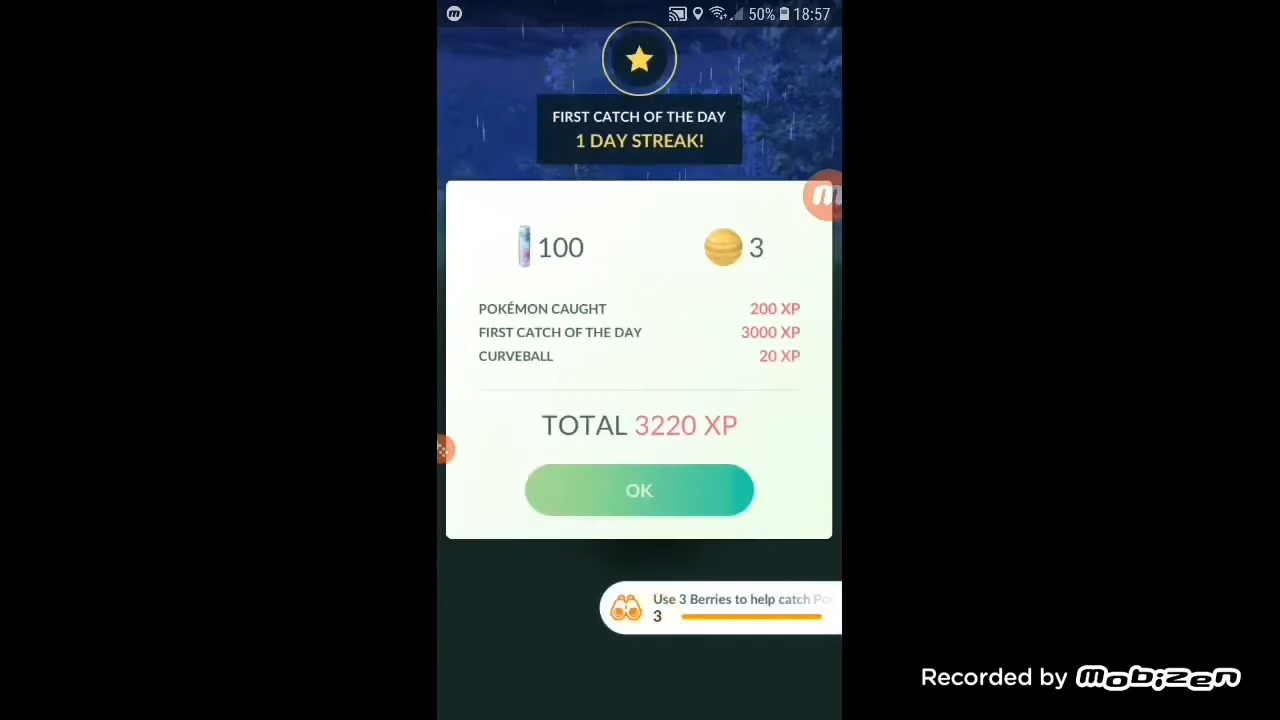 50% 18:57
FIRST CATCH OF THE DAY
1 DAY STREAK!
100 3
POKÉMON CAUGHT 200 XP
FIRST CATCH OF THE DAY 3000 XP
CURVEBALL 20 XP
TOTAL 3220 XP
OK
Use 3 Berries to help catch
3
Recorded by mobizen